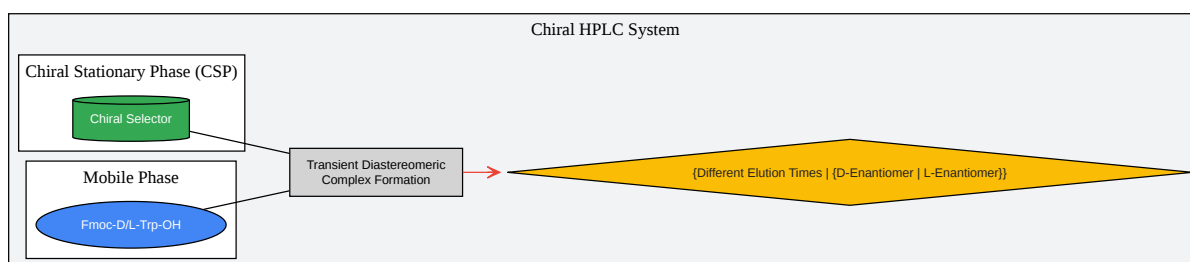 Chiral HPLC System
Chiral Stationary Phase (CSP)
Chiral Selector
Mobile Phase
Fmoc-D/L-Trp-OH
Transient Diastereomeric
Complex Formation
{Different Elution Times | {D-Enantiomer | L-Enantiomer}}